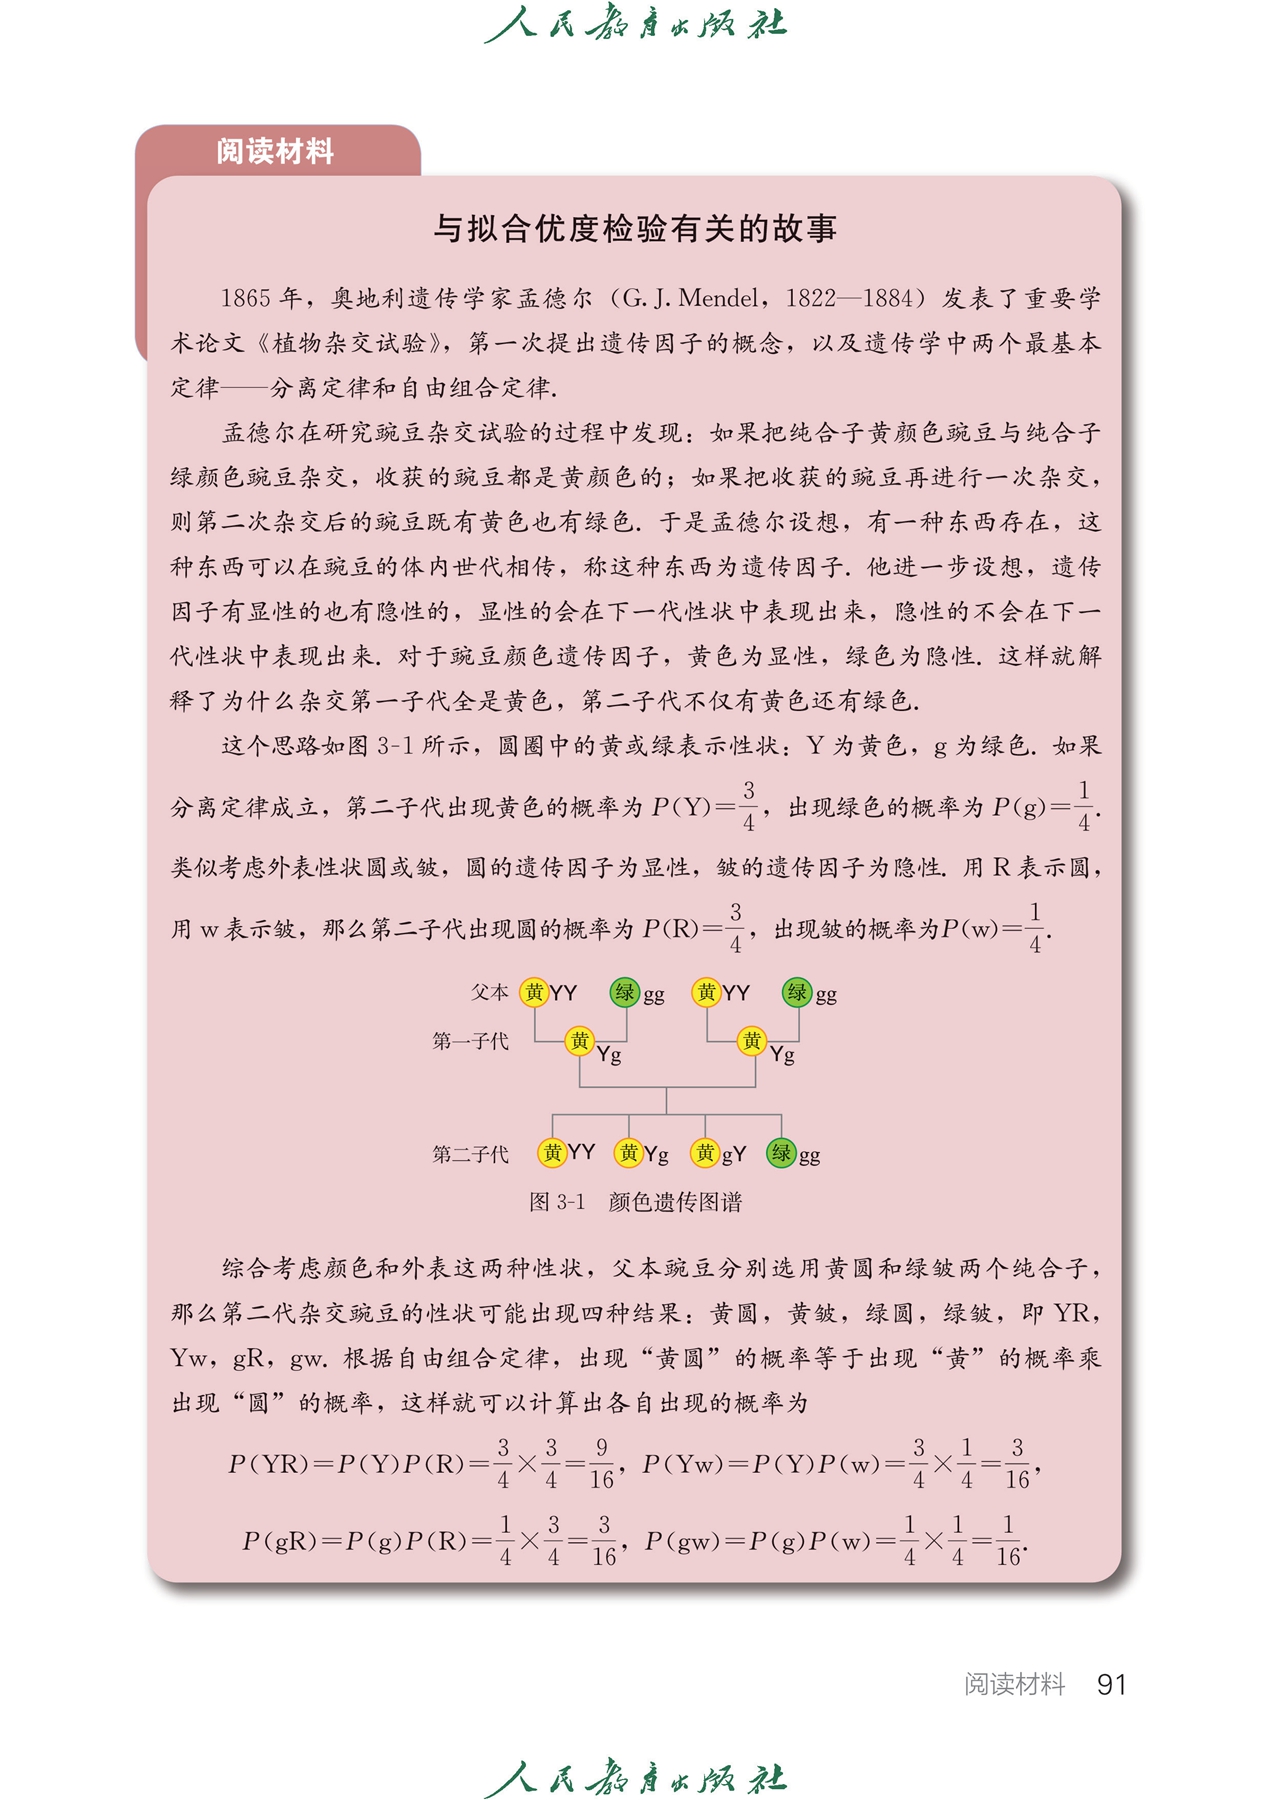 人民教育出版社
阅读材料
与拟合优度检验有关的故事
1865 年，奥地利遗传学家孟德尔（G. J. Mendel，1822—1884）发表了重要学
术论文《植物杂交试验》，第一次提出遗传因子的概念，以及遗传学中两个最基本
定律——分离定律和自由组合定律.
孟德尔在研究豌豆杂交试验的过程中发现：如果把纯合子黄颜色豌豆与纯合子
绿颜色豌豆杂交，收获的豌豆都是黄颜色的；如果把收获的豌豆再进行一次杂交，
则第二次杂交后的豌豆既有黄色也有绿色. 于是孟德尔设想，有一种东西存在，这
种东西可以在豌豆的体内世代相传，称这种东西为遗传因子. 他进一步设想，遗传
因子有显性的也有隐性的，显性的会在下一代性状中表现出来，隐性的不会在下一
代性状中表现出来. 对于豌豆颜色遗传因子，黄色为显性，绿色为隐性. 这样就解
释了为什么杂交第一子代全是黄色，第二子代不仅有黄色还有绿色.
这个思路如图 3-1 所示，圆圈中的黄或绿表示性状：Y 为黄色，g 为绿色. 如果
分离定律成立，第二子代出现黄色的概率为 P(Y)=3/4，出现绿色的概率为 P(g)=1/4.
类似考虑外表性状圆或皱，圆的遗传因子为显性，皱的遗传因子为隐性. 用 R 表示圆，
用 w 表示皱，那么第二子代出现圆的概率为 P(R)=3/4，出现皱的概率为P(w)=1/4.
父本 黄 YY 绿 gg 黄 YY 绿 gg
第一子代 黄 Yg 黄 Yg
第二子代 黄 YY 黄 Yg 黄 gY 绿 gg
图 3-1 颜色遗传图谱
综合考虑颜色和外表这两种性状，父本豌豆分别选用黄圆和绿皱两个纯合子，
那么第二代杂交豌豆的性状可能出现四种结果：黄圆，黄皱，绿圆，绿皱，即 YR，
Yw，gR，gw. 根据自由组合定律，出现“黄圆”的概率等于出现“黄”的概率乘
出现“圆”的概率，这样就可以计算出各自出现的概率为
P(YR)=P(Y)P(R)=3/4×3/4=9/16，P(Yw)=P(Y)P(w)=3/4×1/4=3/16，
P(gR)=P(g)P(R)=1/4×3/4=3/16，P(gw)=P(g)P(w)=1/4×1/4=1/16.
阅读材料 91
人民教育出版社